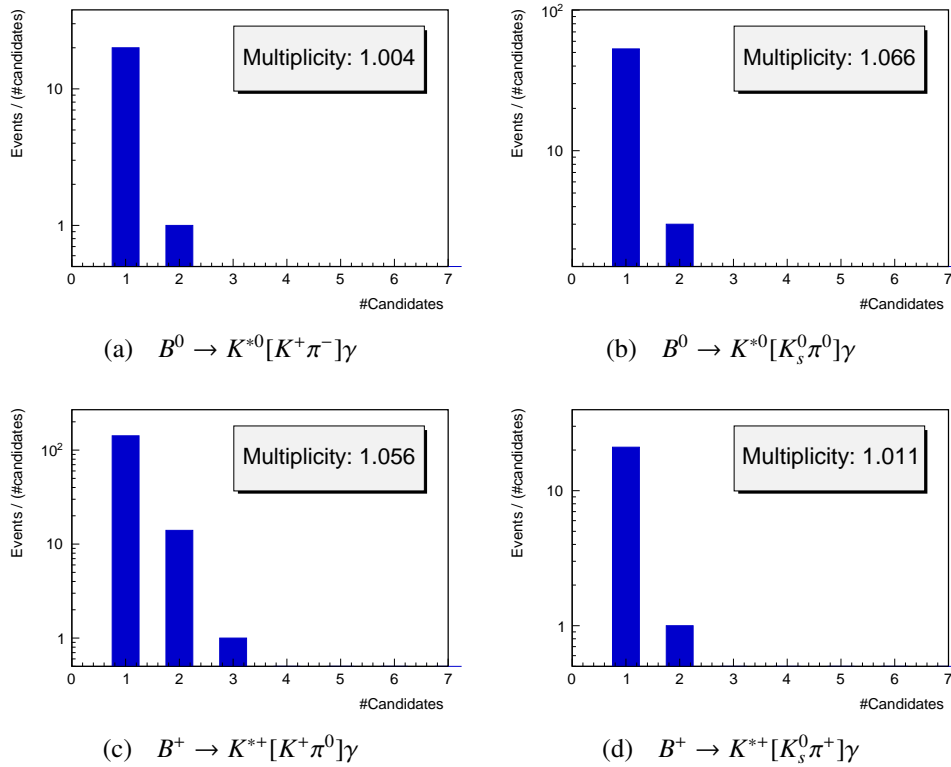 Events / (#candidates)
10
1
Multiplicity: 1.004
0 1 2 3 4 5 6 7
#Candidates
(a) B⁰ → K*⁰[K⁺π⁻]γ
Events / (#candidates)
10²
10
Multiplicity: 1.066
0 1 2 3 4 5 6 7
#Candidates
(b) B⁰ → K*⁰[K⁰ₛπ⁰]γ
Events / (#candidates)
10²
10
1
Multiplicity: 1.056
0 1 2 3 4 5 6 7
#Candidates
(c) B⁺ → K*⁺[K⁺π⁰]γ
Events / (#candidates)
10
1
Multiplicity: 1.011
0 1 2 3 4 5 6 7
#Candidates
(d) B⁺ → K*⁺[K⁰ₛπ⁺]γ